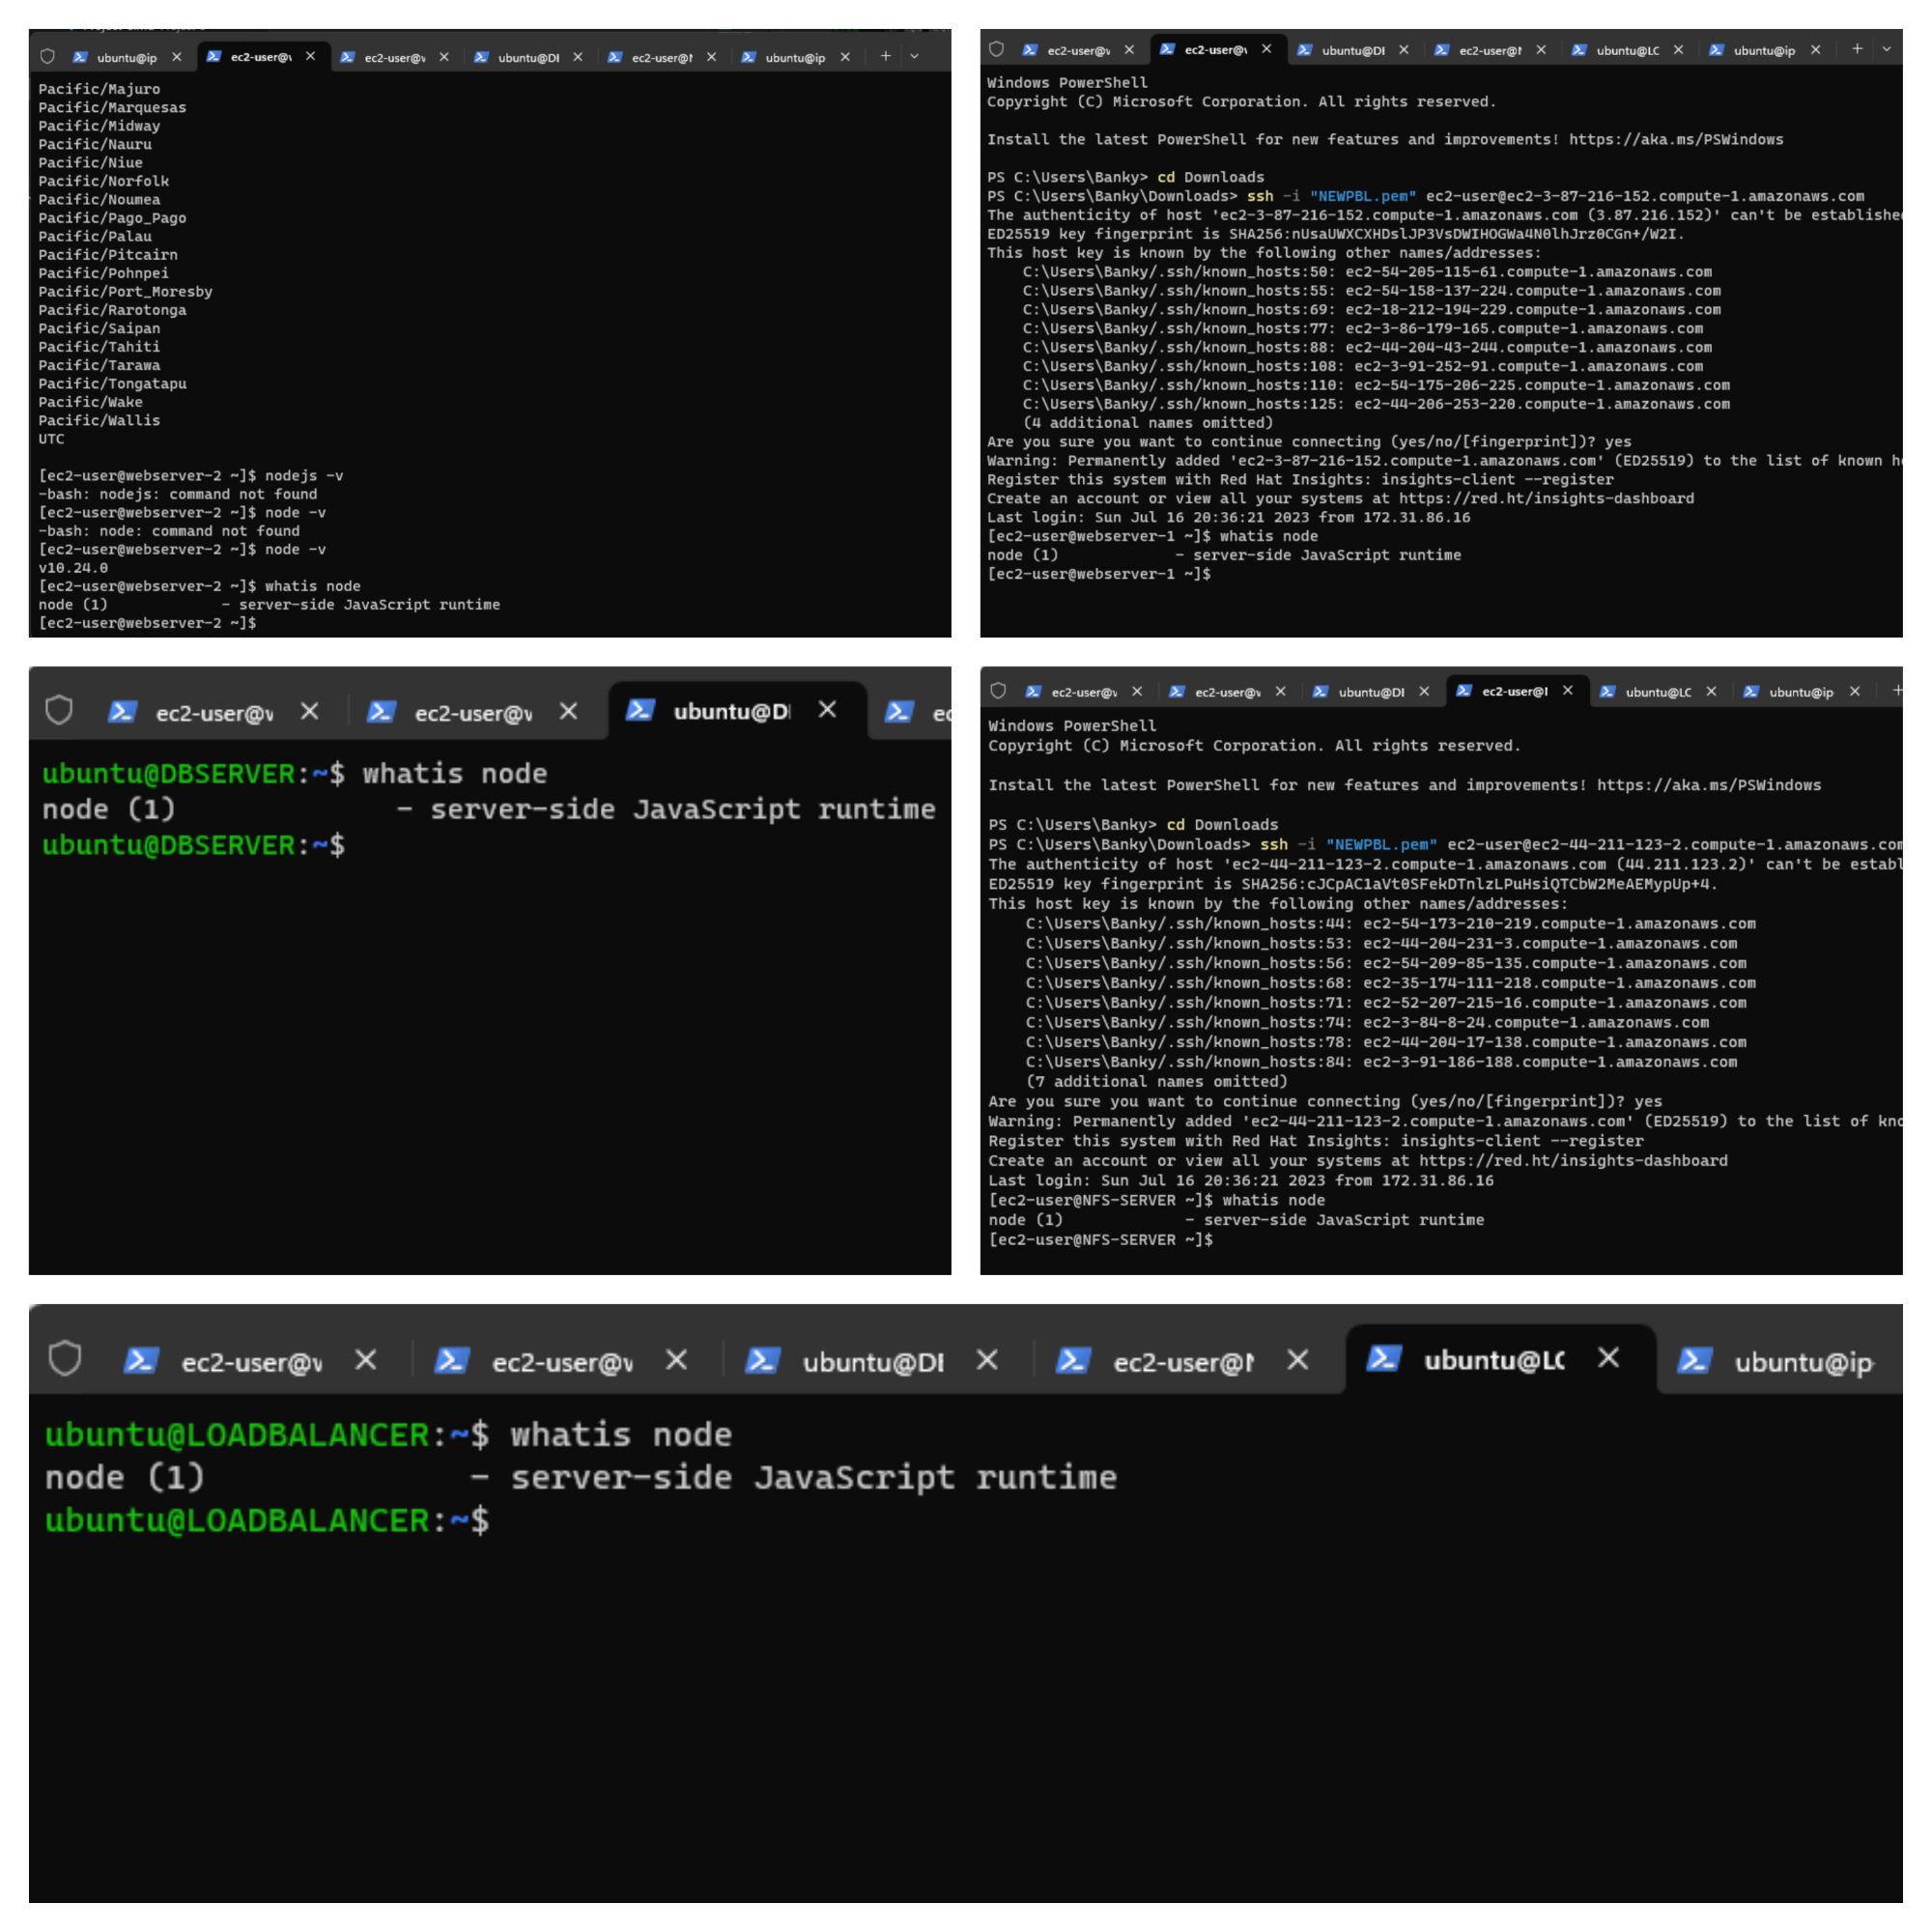 ubuntu@ip
ec2-user@
ec2-user@
ubuntu@DI
ec2-user@
ubuntu@ip
Pacific/Majuro
Pacific/Marquesas
Pacific/Midway
Pacific/Nauru
Pacific/Niue
Pacific/Norfolk
Pacific/Noumea
Pacific/Pago_Pago
Pacific/Palau
Pacific/Pitcairn
Pacific/Pohnpei
Pacific/Port_Moresby
Pacific/Rarotonga
Pacific/Saipan
Pacific/Tahiti
Pacific/Tarawa
Pacific/Tongatapu
Pacific/Wake
Pacific/Wallis
UTC
[ec2-user@webserver-2 ~]$ nodejs -v
-bash: nodejs: command not found
[ec2-user@webserver-2 ~]$ node -v
-bash: node: command not found
[ec2-user@webserver-2 ~]$ node -v
v10.24.0
[ec2-user@webserver-2 ~]$ whatis node
node (1)             - server-side JavaScript runtime
[ec2-user@webserver-2 ~]$
ec2-user@
ec2-user@
ubuntu@DI
ec2-user@
ubuntu@LC
ubuntu@ip
Windows PowerShell
Copyright (C) Microsoft Corporation. All rights reserved.
Install the latest PowerShell for new features and improvements! https://aka.ms/PSWindows
PS C:\Users\Banky> cd Downloads
PS C:\Users\Banky\Downloads> ssh -i "NEWPBL.pem" ec2-user@ec2-3-87-216-152.compute-1.amazonaws.com
The authenticity of host 'ec2-3-87-216-152.compute-1.amazonaws.com (3.87.216.152)' can't be establishe
ED25519 key fingerprint is SHA256:nUsaUWXCXHDslJP3VsDWIHOGWa4N0lhJrz0CGn+/W2I.
This host key is known by the following other names/addresses:
C:\Users\Banky/.ssh/known_hosts:50: ec2-54-205-115-61.compute-1.amazonaws.com
C:\Users\Banky/.ssh/known_hosts:55: ec2-54-158-137-224.compute-1.amazonaws.com
C:\Users\Banky/.ssh/known_hosts:69: ec2-18-212-194-229.compute-1.amazonaws.com
C:\Users\Banky/.ssh/known_hosts:77: ec2-3-86-179-165.compute-1.amazonaws.com
C:\Users\Banky/.ssh/known_hosts:88: ec2-44-204-43-244.compute-1.amazonaws.com
C:\Users\Banky/.ssh/known_hosts:108: ec2-3-91-252-91.compute-1.amazonaws.com
C:\Users\Banky/.ssh/known_hosts:110: ec2-54-175-206-225.compute-1.amazonaws.com
C:\Users\Banky/.ssh/known_hosts:125: ec2-44-206-253-220.compute-1.amazonaws.com
(4 additional names omitted)
Are you sure you want to continue connecting (yes/no/[fingerprint])? yes
Warning: Permanently added 'ec2-3-87-216-152.compute-1.amazonaws.com' (ED25519) to the list of known h
Register this system with Red Hat Insights: insights-client --register
Create an account or view all your systems at https://red.ht/insights-dashboard
Last login: Sun Jul 16 20:36:21 2023 from 172.31.86.16
[ec2-user@webserver-1 ~]$ whatis node
node (1)             - server-side JavaScript runtime
[ec2-user@webserver-1 ~]$
ec2-user@
ec2-user@
ubuntu@D
ec
ubuntu@DBSERVER:~$ whatis node
node (1)             - server-side JavaScript runtime
ubuntu@DBSERVER:~$
ec2-user@
ec2-user@
ubuntu@DI
ec2-user@
ubuntu@LC
ubuntu@ip
Windows PowerShell
Copyright (C) Microsoft Corporation. All rights reserved.
Install the latest PowerShell for new features and improvements! https://aka.ms/PSWindows
PS C:\Users\Banky> cd Downloads
PS C:\Users\Banky\Downloads> ssh -i "NEWPBL.pem" ec2-user@ec2-44-211-123-2.compute-1.amazonaws.com
The authenticity of host 'ec2-44-211-123-2.compute-1.amazonaws.com (44.211.123.2)' can't be establ
ED25519 key fingerprint is SHA256:cJCpAC1aVt0SFekDTnlzLPuHsiQTCbW2MeAEMypUp+4.
This host key is known by the following other names/addresses:
C:\Users\Banky/.ssh/known_hosts:44: ec2-54-173-210-219.compute-1.amazonaws.com
C:\Users\Banky/.ssh/known_hosts:53: ec2-44-204-231-3.compute-1.amazonaws.com
C:\Users\Banky/.ssh/known_hosts:56: ec2-54-209-85-135.compute-1.amazonaws.com
C:\Users\Banky/.ssh/known_hosts:68: ec2-35-174-111-218.compute-1.amazonaws.com
C:\Users\Banky/.ssh/known_hosts:71: ec2-52-207-215-16.compute-1.amazonaws.com
C:\Users\Banky/.ssh/known_hosts:74: ec2-3-84-8-24.compute-1.amazonaws.com
C:\Users\Banky/.ssh/known_hosts:78: ec2-44-204-17-138.compute-1.amazonaws.com
C:\Users\Banky/.ssh/known_hosts:84: ec2-3-91-186-188.compute-1.amazonaws.com
(7 additional names omitted)
Are you sure you want to continue connecting (yes/no/[fingerprint])? yes
Warning: Permanently added 'ec2-44-211-123-2.compute-1.amazonaws.com' (ED25519) to the list of kno
Register this system with Red Hat Insights: insights-client --register
Create an account or view all your systems at https://red.ht/insights-dashboard
Last login: Sun Jul 16 20:36:21 2023 from 172.31.86.16
[ec2-user@NFS-SERVER ~]$ whatis node
node (1)             - server-side JavaScript runtime
[ec2-user@NFS-SERVER ~]$
ec2-user@
ec2-user@
ubuntu@DI
ec2-user@
ubuntu@LC
ubuntu@ip
ubuntu@LOADBALANCER:~$ whatis node
node (1)             - server-side JavaScript runtime
ubuntu@LOADBALANCER:~$